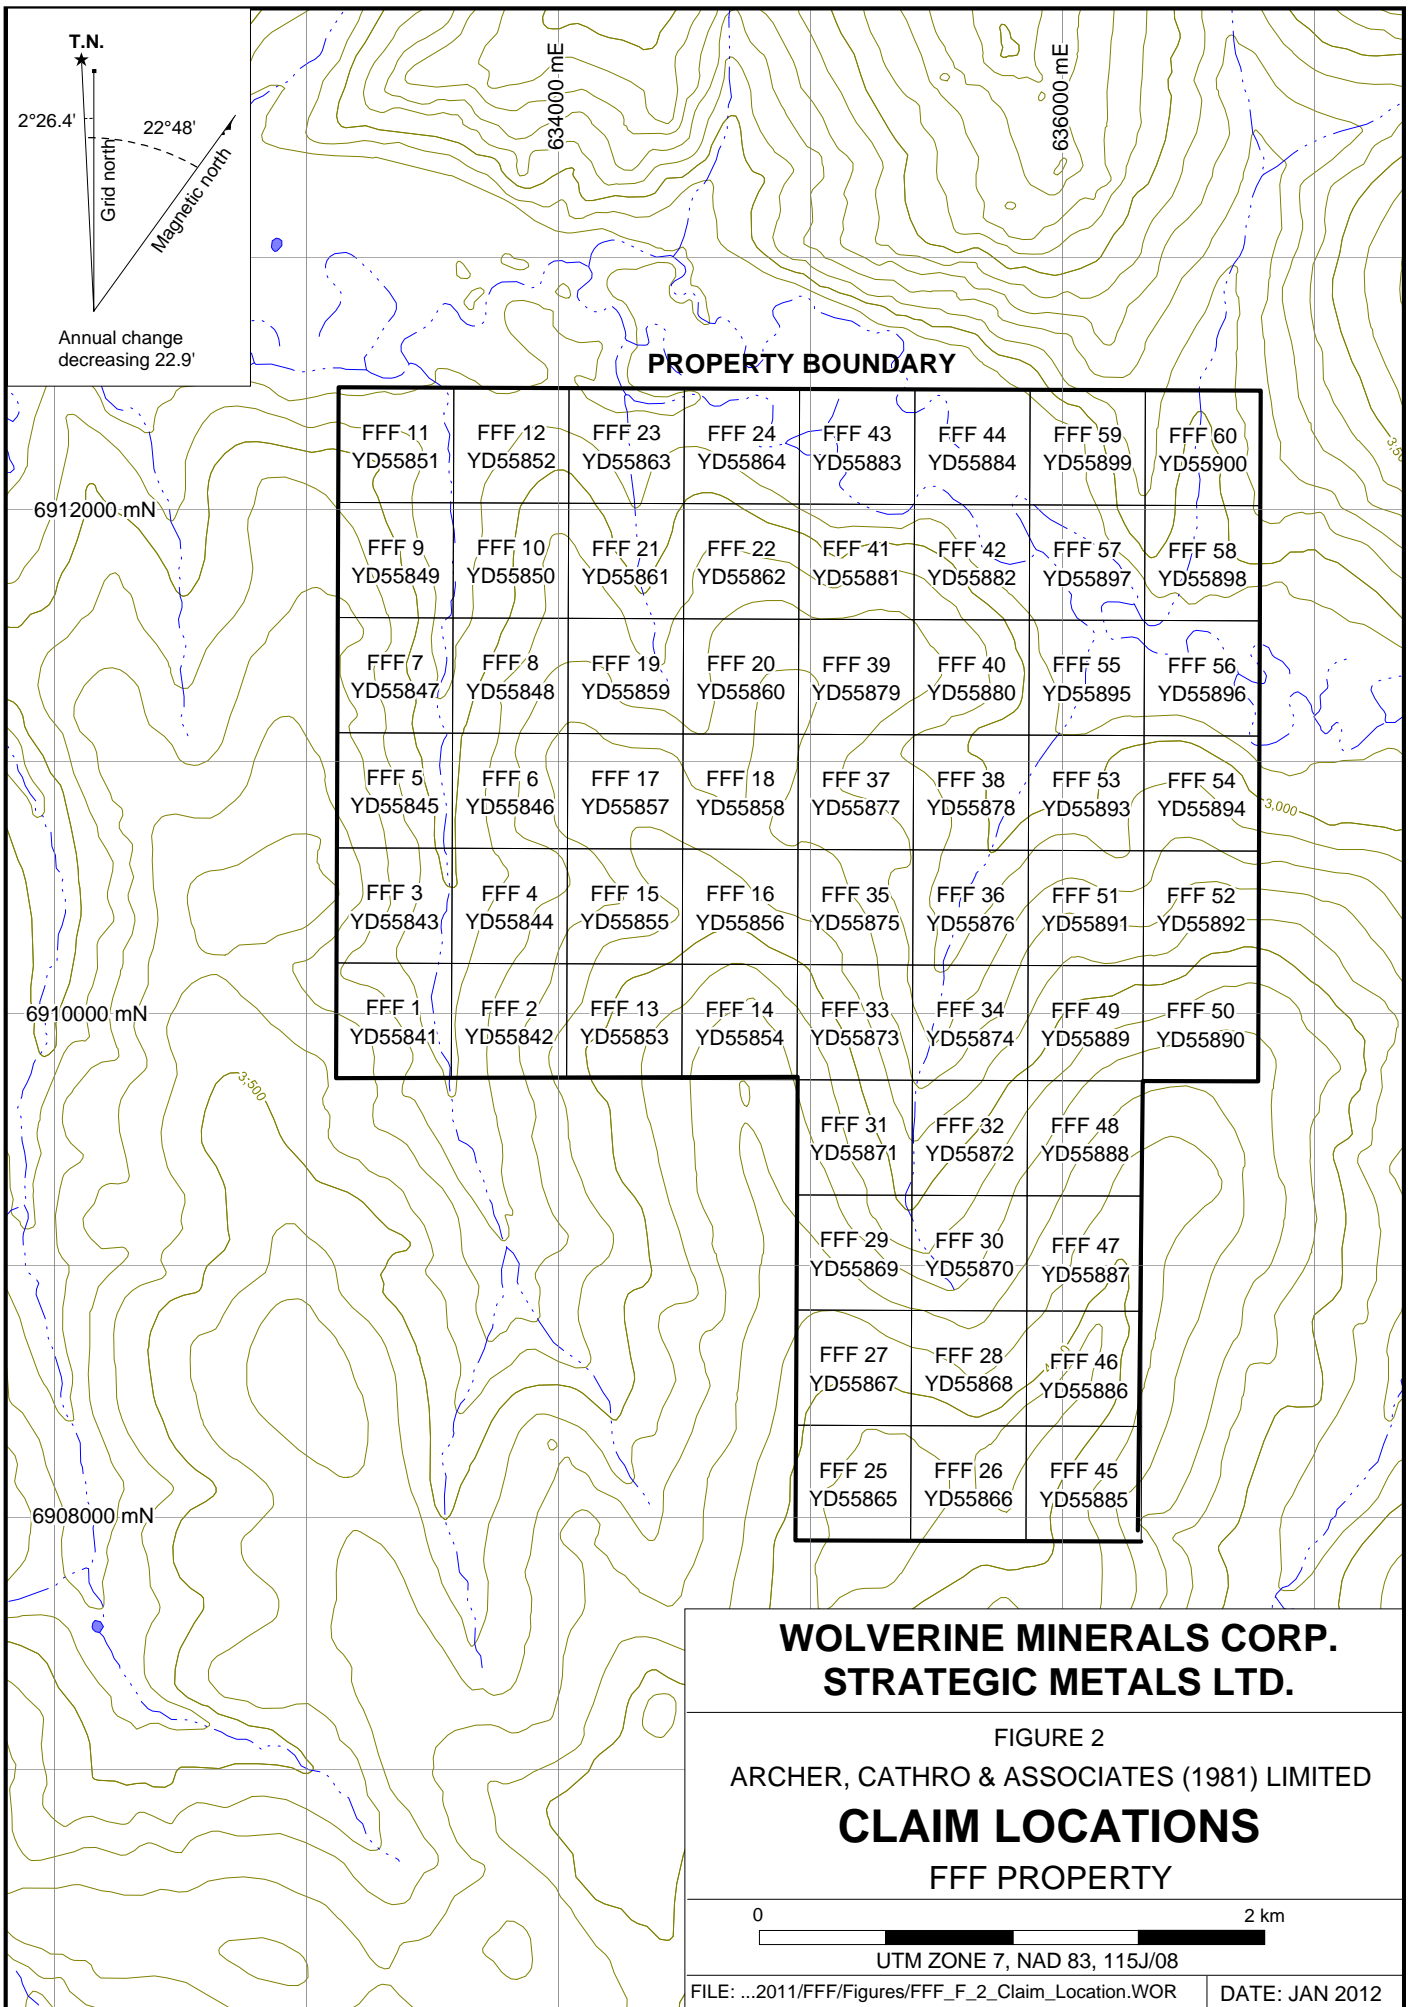 T.N.
2°26.4'
22°48'
Grid north
Magnetic north
Annual change
decreasing 22.9'
634000 mE
636000 mE
PROPERTY BOUNDARY
3,500
FFF 11
YD55851
FFF 12
YD55852
FFF 23
YD55863
FFF 24
YD55864
FFF 43
YD55883
FFF 44
YD55884
FFF 59
YD55899
FFF 60
YD55900
6912000 mN
FFF 9
YD55849
FFF 10
YD55850
FFF 21
YD55861
FFF 22
YD55862
FFF 41
YD55881
FFF 42
YD55882
FFF 57
YD55897
FFF 58
YD55898
FFF 7
YD55847
FFF 8
YD55848
FFF 19
YD55859
FFF 20
YD55860
FFF 39
YD55879
FFF 40
YD55880
FFF 55
YD55895
FFF 56
YD55896
FFF 5
YD55845
FFF 6
YD55846
FFF 17
YD55857
FFF 18
YD55858
FFF 37
YD55877
FFF 38
YD55878
FFF 53
YD55893
FFF 54
YD55894
3,000
FFF 3
YD55843
FFF 4
YD55844
FFF 15
YD55855
FFF 16
YD55856
FFF 35
YD55875
FFF 36
YD55876
FFF 51
YD55891
FFF 52
YD55892
6910000 mN
FFF 1
YD55841
FFF 2
YD55842
FFF 13
YD55853
FFF 14
YD55854
FFF 33
YD55873
FFF 34
YD55874
FFF 49
YD55889
FFF 50
YD55890
3,500
FFF 31
YD55871
FFF 32
YD55872
FFF 48
YD55888
FFF 29
YD55869
FFF 30
YD55870
FFF 47
YD55887
FFF 27
YD55867
FFF 28
YD55868
FFF 46
YD55886
FFF 25
YD55865
FFF 26
YD55866
FFF 45
YD55885
6908000 mN
WOLVERINE MINERALS CORP.
STRATEGIC METALS LTD.
FIGURE 2
ARCHER, CATHRO & ASSOCIATES (1981) LIMITED
CLAIM LOCATIONS
FFF PROPERTY
0 2 km
UTM ZONE 7, NAD 83, 115J/08
FILE: ...2011/FFF/Figures/FFF_F_2_Claim_Location.WOR
DATE: JAN 2012